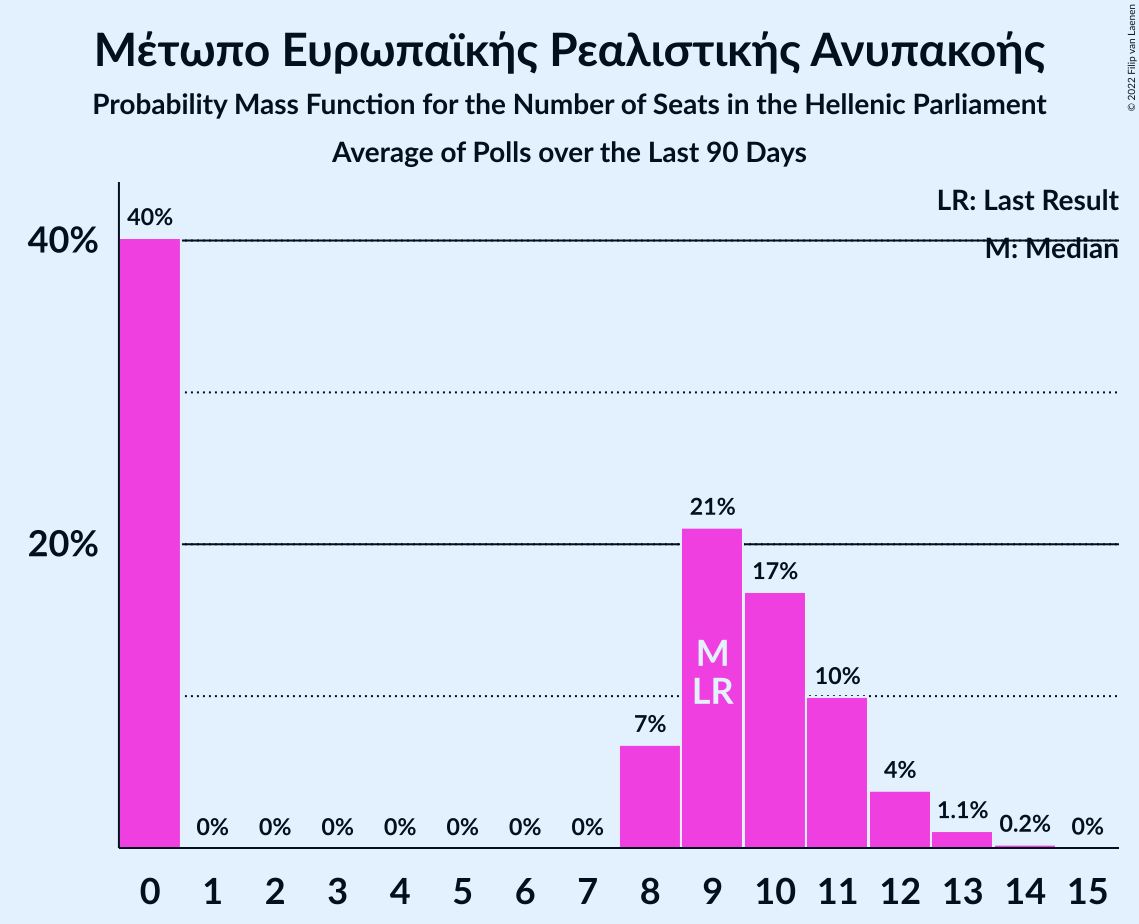 Μέτωπο Ευρωπαϊκής Ρεαλιστικής Ανυπακοής
Probability Mass Function for the Number of Seats in the Hellenic Parliament
Average of Polls over the Last 90 Days
© 2022 Filip van Laenen
LR: Last Result
M: Median
40%
20%
40%
0%
0%
0%
0%
0%
0%
0%
7%
21%
17%
10%
4%
1.1%
0.2%
0%
M
LR
0 1 2 3 4 5 6 7 8 9 10 11 12 13 14 15